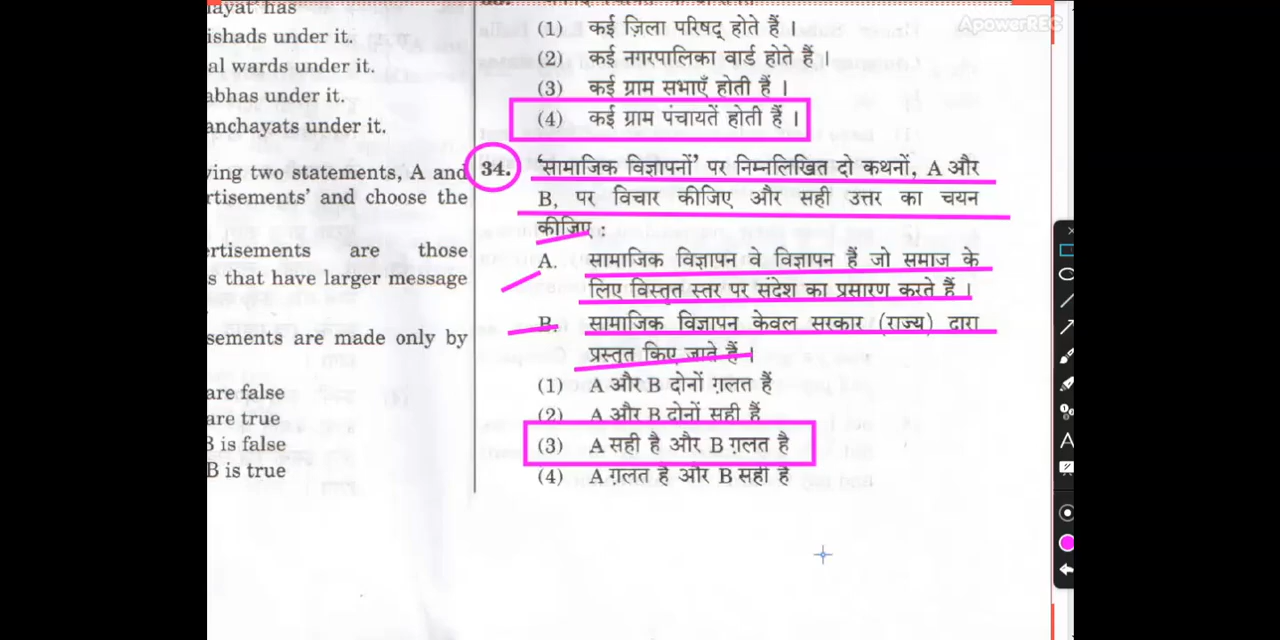 ApowerREC
ayat' has
ishads under it.
al wards under it.
abhas under it.
anchayats under it.
ving two statements, A and
rtisements' and choose the
ertisements are those
s that have larger message
sements are made only by
are false
are true
B is false
B is true
(1) कई ज़िला परिषद् होते हैं ।
(2) कई नगरपालिका वार्ड होते हैं ।
(3) कई ग्राम सभाएँ होती हैं ।
(4) कई ग्राम पंचायतें होती हैं ।
34. 'सामाजिक विज्ञापनों' पर निम्नलिखित दो कथनों, A और
B, पर विचार कीजिए और सही उत्तर का चयन
कीजिए :
A. सामाजिक विज्ञापन वे विज्ञापन हैं जो समाज के
लिए विस्तृत स्तर पर संदेश का प्रसारण करते हैं ।
B. सामाजिक विज्ञापन केवल सरकार (राज्य) द्वारा
प्रस्तुत किए जाते हैं ।
(1) A और B दोनों ग़लत हैं
(2) A और B दोनों सही हैं
(3) A सही है और B ग़लत है
(4) A ग़लत है और B सही है